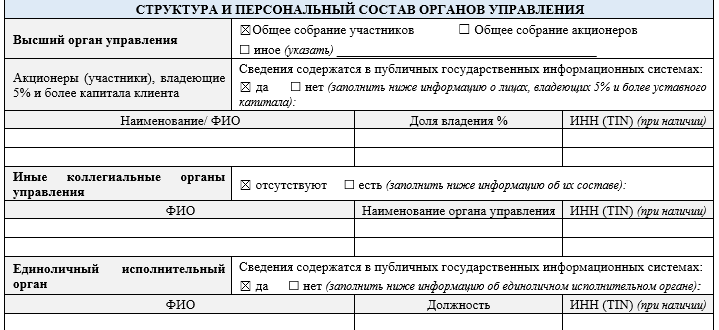 СТРУКТУРА И ПЕРСОНАЛЬНЫЙ СОСТАВ ОРГАНОВ УПРАВЛЕНИЯ
Высший орган управления
☒Общее собрание участников ☐ Общее собрание акционеров
☐ иное (указать) ________________________________________
Акционеры (участники), владеющие
5% и более капитала клиента
Сведения содержатся в публичных государственных информационных системах:
☒ да ☐ нет (заполнить ниже информацию о лицах, владеющих 5% и более уставного
капитала):
Наименование/ ФИО Доля владения % ИНН (TIN) (при наличии)
Иные коллегиальные органы
управления
☒ отсутствуют ☐ есть (заполнить ниже информацию об их составе):
ФИО Наименование органа управления ИНН (TIN) (при наличии)
Единоличный исполнительный
орган
Сведения содержатся в публичных государственных информационных системах:
☒ да ☐ нет (заполнить ниже информацию об единоличном исполнительном органе):
ФИО Должность ИНН (TIN) (при наличии)